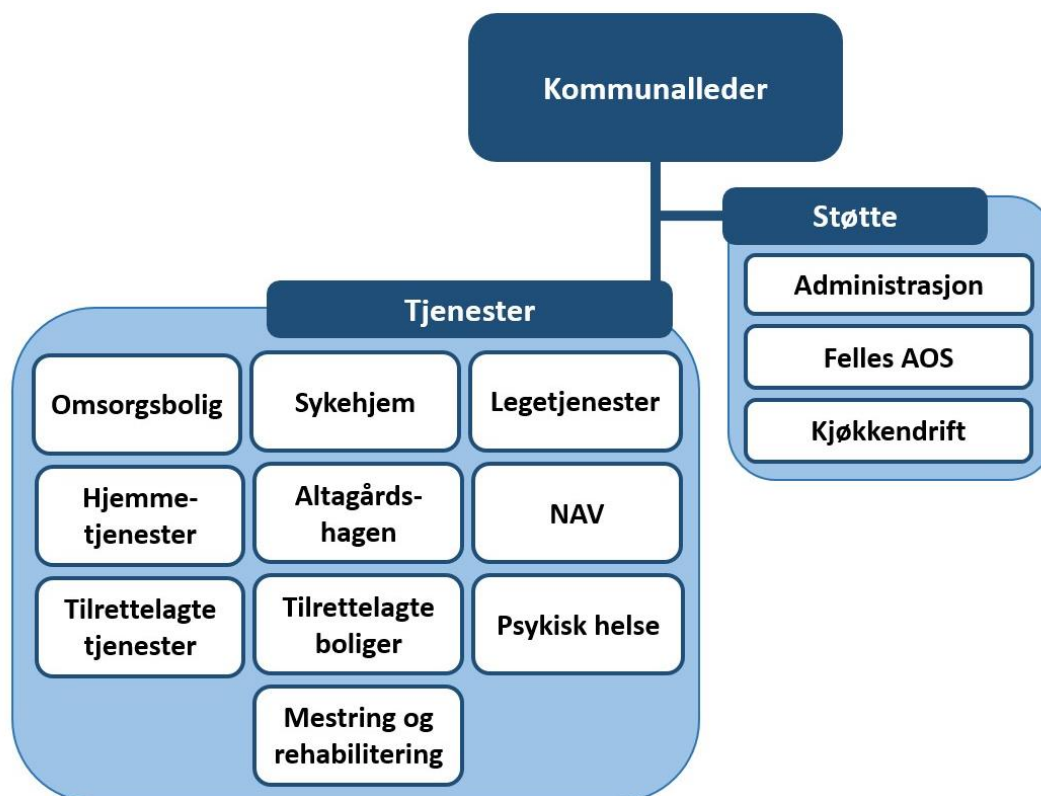 Kommunalleder
Støtte
Administrasjon
Felles AOS
Kjøkkendrift
Tjenester
Omsorgsbolig
Sykehjem
Legetjenester
Hjemme-
tjenester
Altagårds-
hagen
NAV
Tilrettelagte
tjenester
Tilrettelagte
boliger
Psykisk helse
Mestring og
rehabilitering